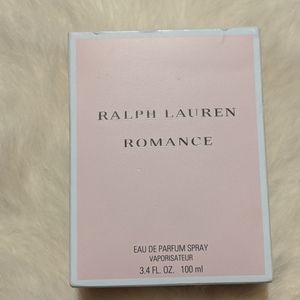 RALPH LAUREN
ROMANCE
EAU DE PARFUM SPRAY
VAPORISATEUR
3.4 FL. OZ. 100 ml